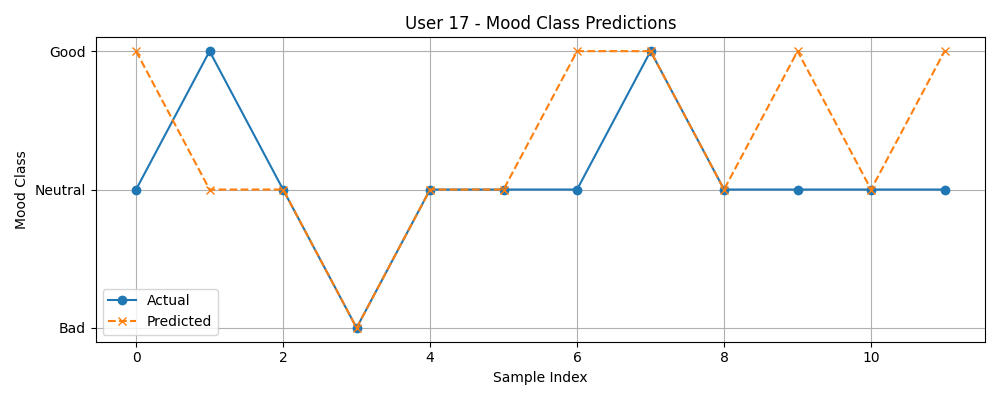 User 17 - Mood Class Predictions
Mood Class
Good
Neutral
Bad
Actual
Predicted
0 2 4 6 8 10
Sample Index